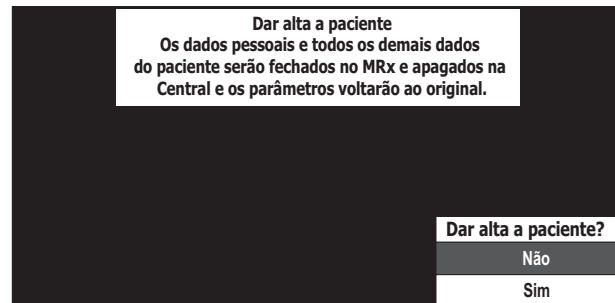 Dar alta a paciente
Os dados pessoais e todos os demais dados
do paciente serão fechados no MRx e apagados na
Central e os parâmetros voltarão ao original.
Dar alta a paciente?
Não
Sim